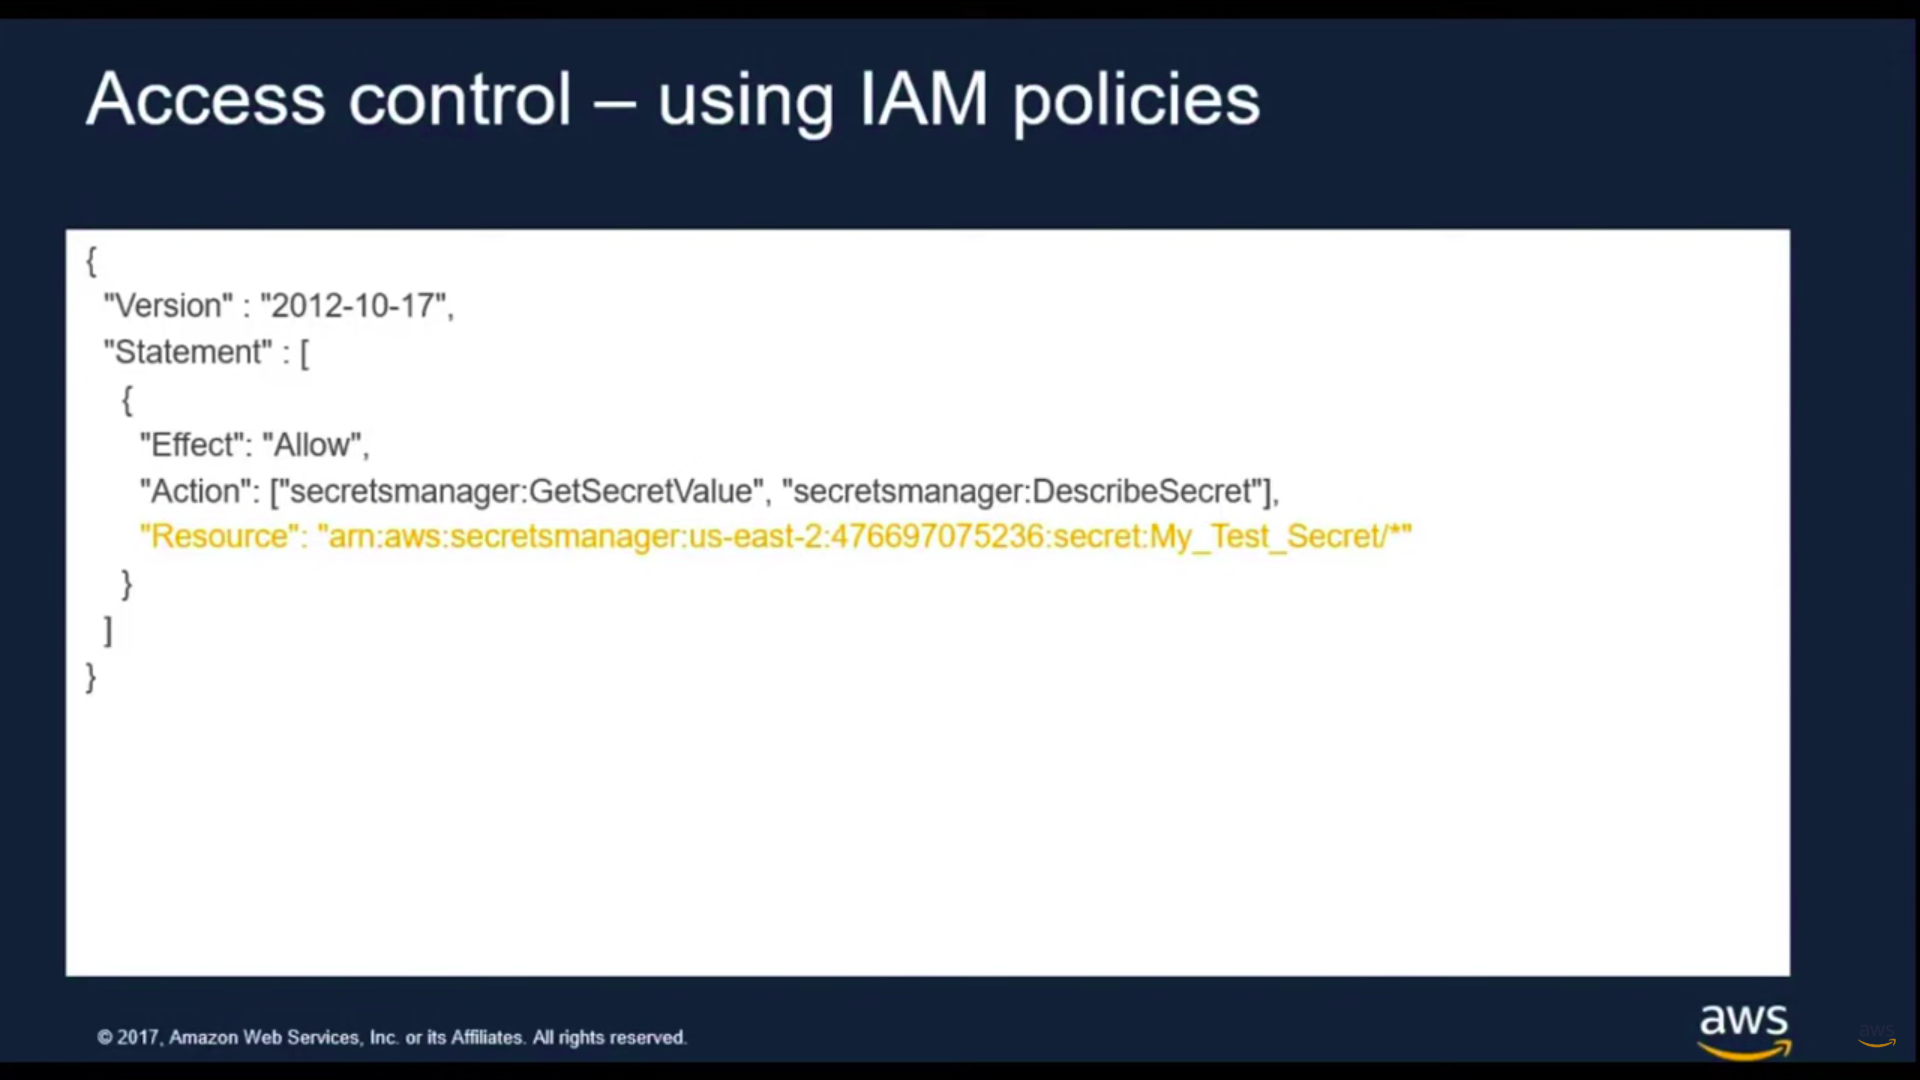 Access control – using IAM policies
{
"Version" : "2012-10-17",
"Statement" : [
{
"Effect": "Allow",
"Action": ["secretsmanager:GetSecretValue", "secretsmanager:DescribeSecret"],
"Resource": "arn:aws:secretsmanager:us-east-2:476697075236:secret:My_Test_Secret/*"
}
]
}
© 2017, Amazon Web Services, Inc. or its Affiliates. All rights reserved.
aws
aws